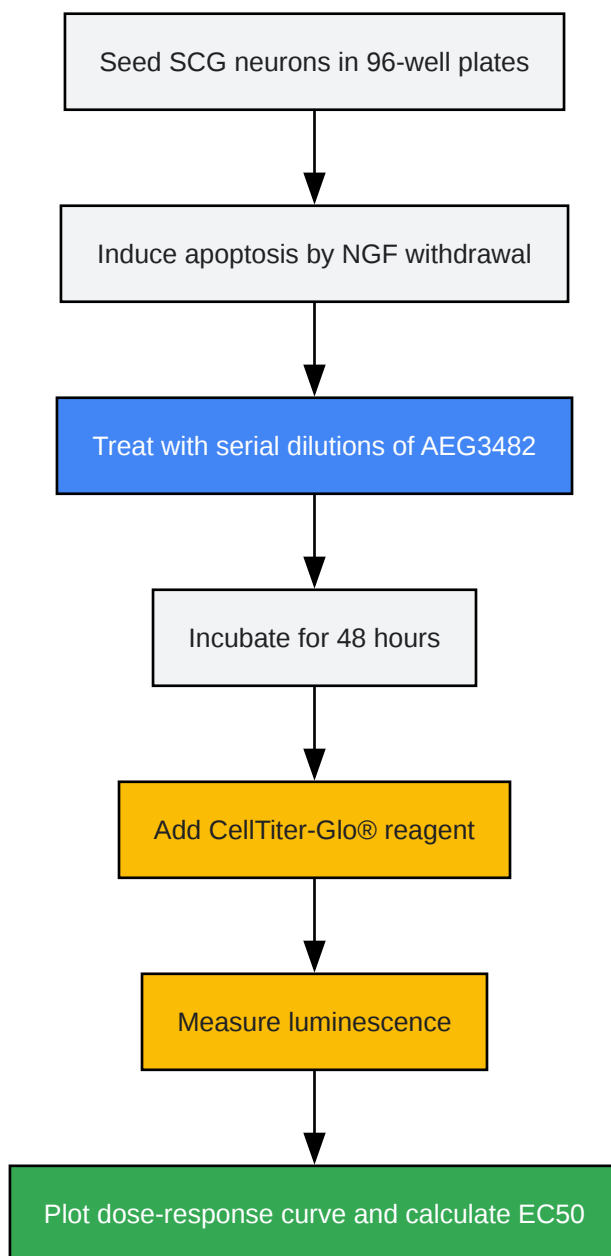 Seed SCG neurons in 96-well plates
Induce apoptosis by NGF withdrawal
Treat with serial dilutions of AEG3482
Incubate for 48 hours
Add CellTiter-Glo® reagent
Measure luminescence
Plot dose-response curve and calculate EC50